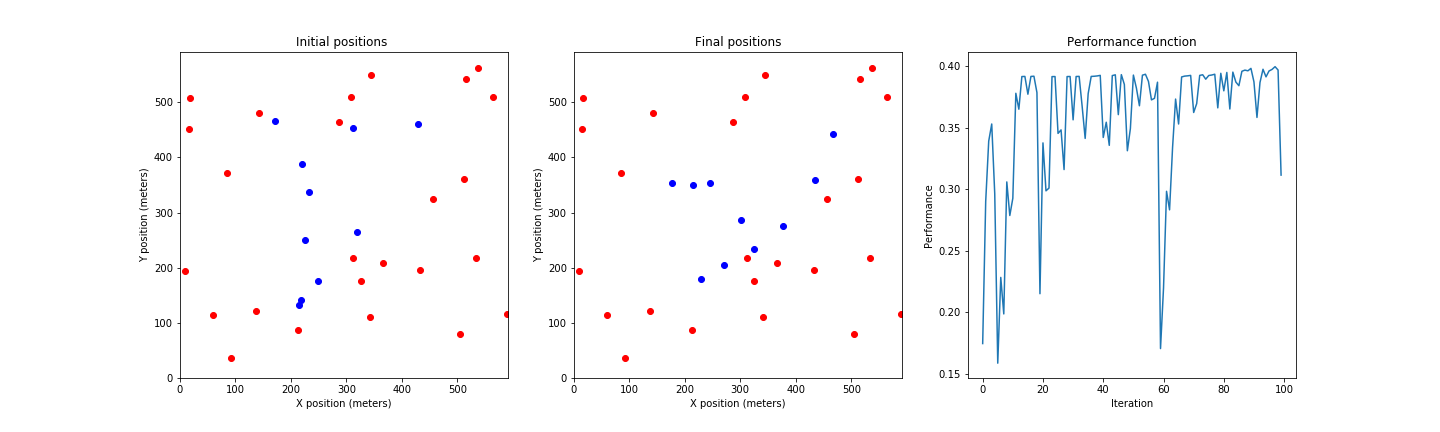 Initial positions
Final positions
Performance function
Y position (meters)
500
400
300
200
100
0
0 100 200 300 400 500
X position (meters)
Y position (meters)
500
400
300
200
100
0
0 100 200 300 400 500
X position (meters)
Performance
0.40
0.35
0.30
0.25
0.20
0.15
0 20 40 60 80 100
Iteration